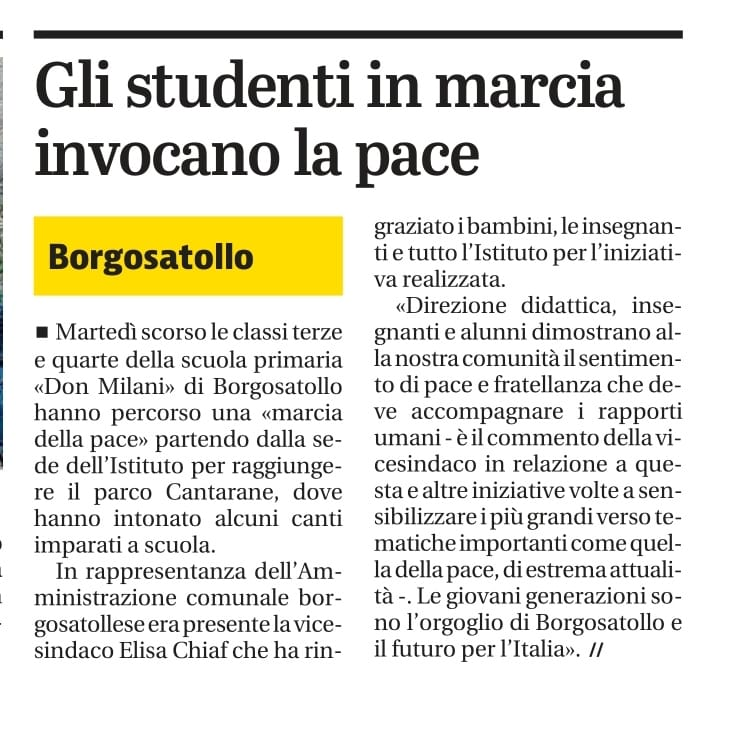 Gli studenti in marcia
invocano la pace
Borgosatollo
■ Martedì scorso le classi terze
e quarte della scuola primaria
«Don Milani» di Borgosatollo
hanno percorso una «marcia
della pace» partendo dalla se-
de dell'Istituto per raggiunge-
re il parco Cantarane, dove
hanno intonato alcuni canti
imparati a scuola.
In rappresentanza dell'Am-
ministrazione comunale bor-
gosatollese era presente la vice-
sindaco Elisa Chiaf che ha rin-
graziato i bambini, le insegnan-
ti e tutto l'Istituto per l'iniziati-
va realizzata.
«Direzione didattica, inse-
gnanti e alunni dimostrano al-
la nostra comunità il sentimen-
to di pace e fratellanza che de-
ve accompagnare i rapporti
umani - è il commento della vi-
cesindaco in relazione a que-
sta e altre iniziative volte a sen-
sibilizzare i più grandi verso te-
matiche importanti come quel-
la della pace, di estrema attuali-
tà -. Le giovani generazioni so-
no l'orgoglio di Borgosatollo e
il futuro per l'Italia». //